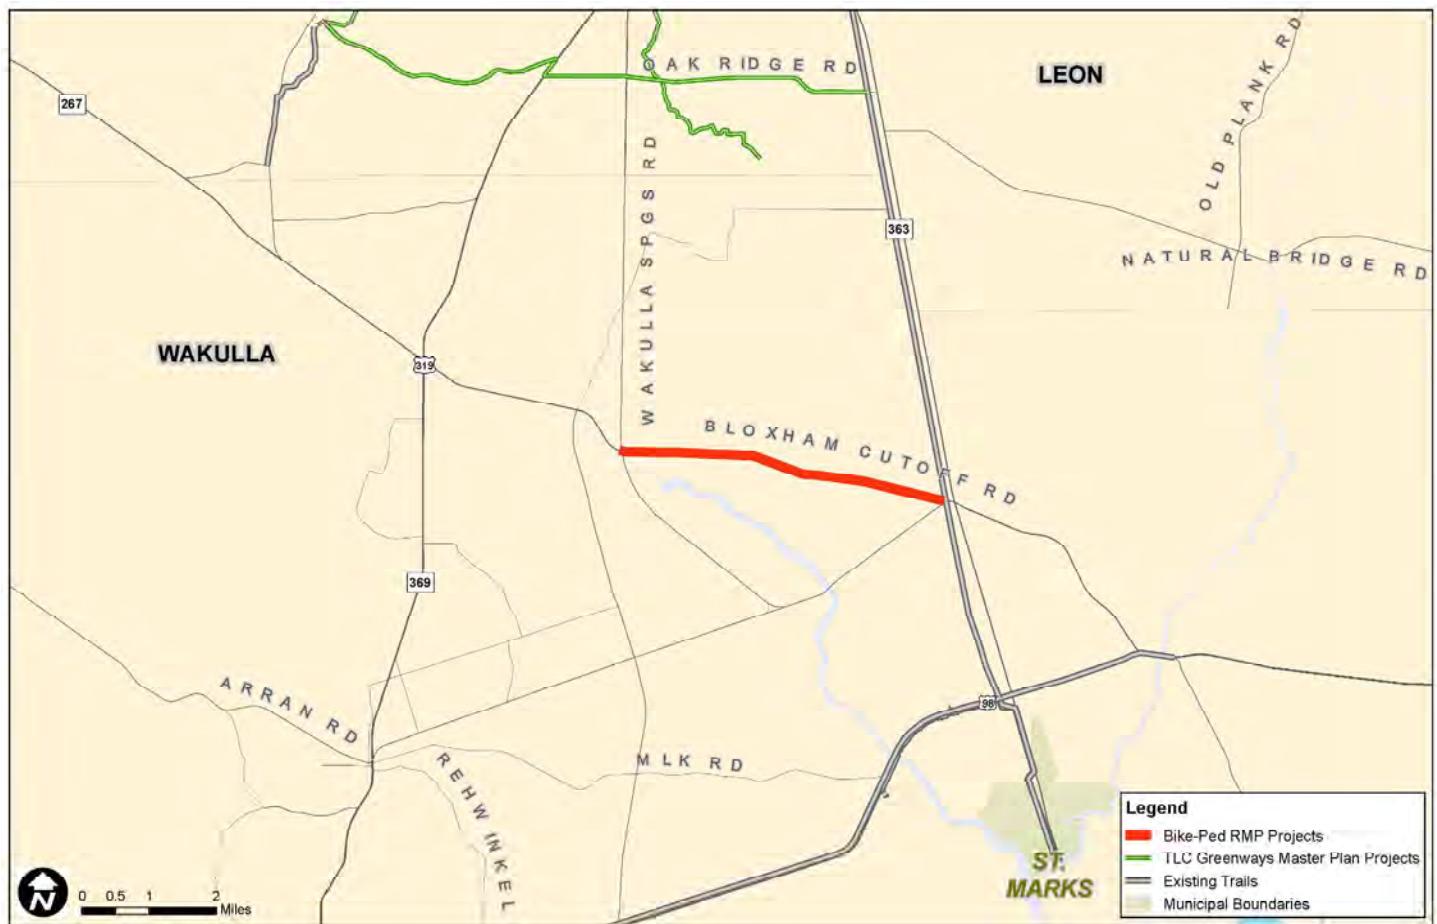 OAK RIDGE RD
LEON
OLD PLANK RD
267
WAKULLA SPGS RD
363
NATURAL BRIDGE RD
WAKULLA
319
BLOXHAM CUTOFF RD
369
ARRAN RD
98
MLK RD
REHWINKEL
ST.
MARKS
Legend
Bike-Ped RMP Projects
TLC Greenways Master Plan Projects
Existing Trails
Municipal Boundaries
N
0 0.5 1 2
Miles